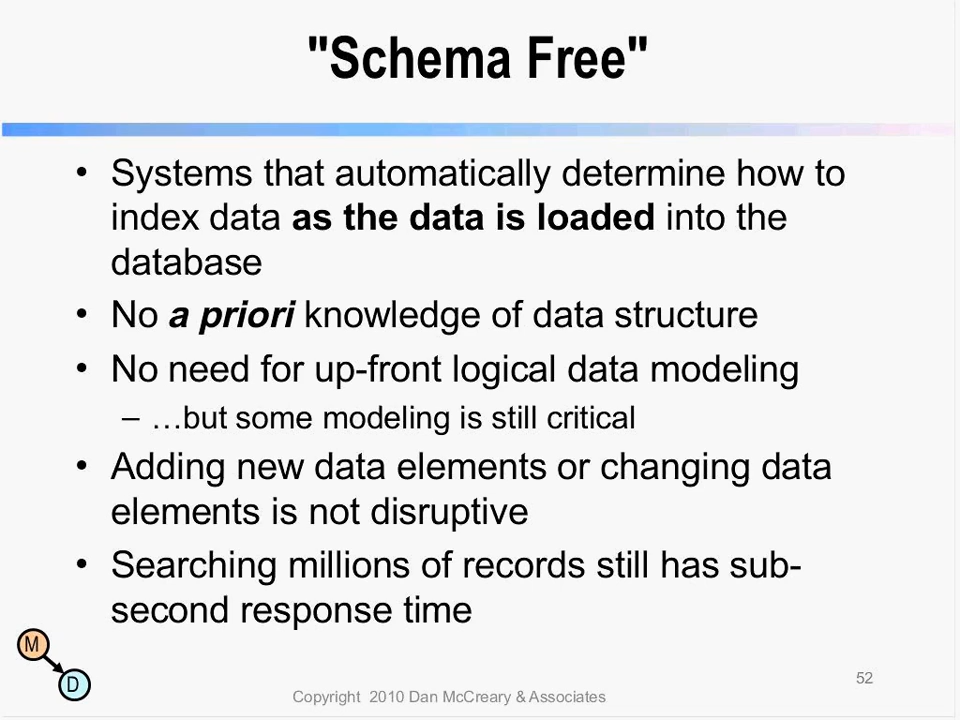 "Schema Free"
• Systems that automatically determine how to
index data as the data is loaded into the
database
• No a priori knowledge of data structure
• No need for up-front logical data modeling
– …but some modeling is still critical
• Adding new data elements or changing data
elements is not disruptive
• Searching millions of records still has sub-
second response time
M
D
52
Copyright 2010 Dan McCreary & Associates